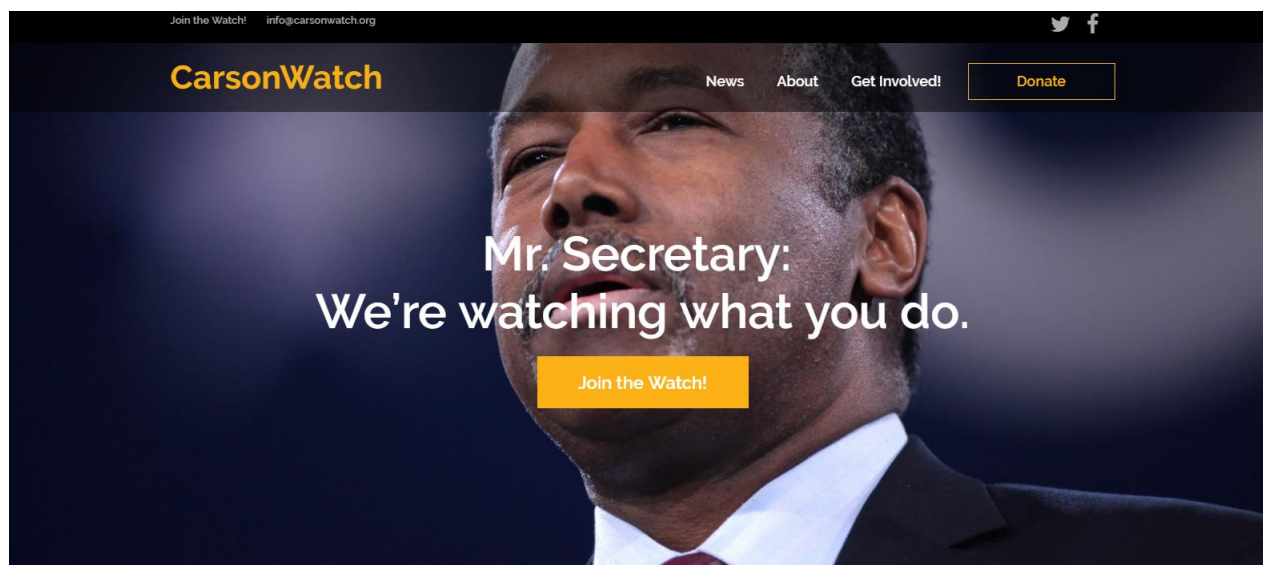 Join the Watch! info@carsonwatch.org
CarsonWatch
News About Get Involved! Donate
Mr. Secretary:
We're watching what you do.
Join the Watch!